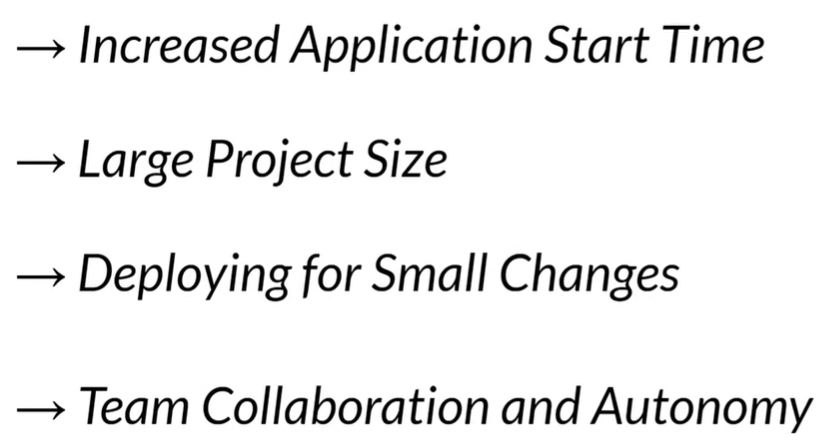 → Increased Application Start Time
→ Large Project Size
→ Deploying for Small Changes
→ Team Collaboration and Autonomy